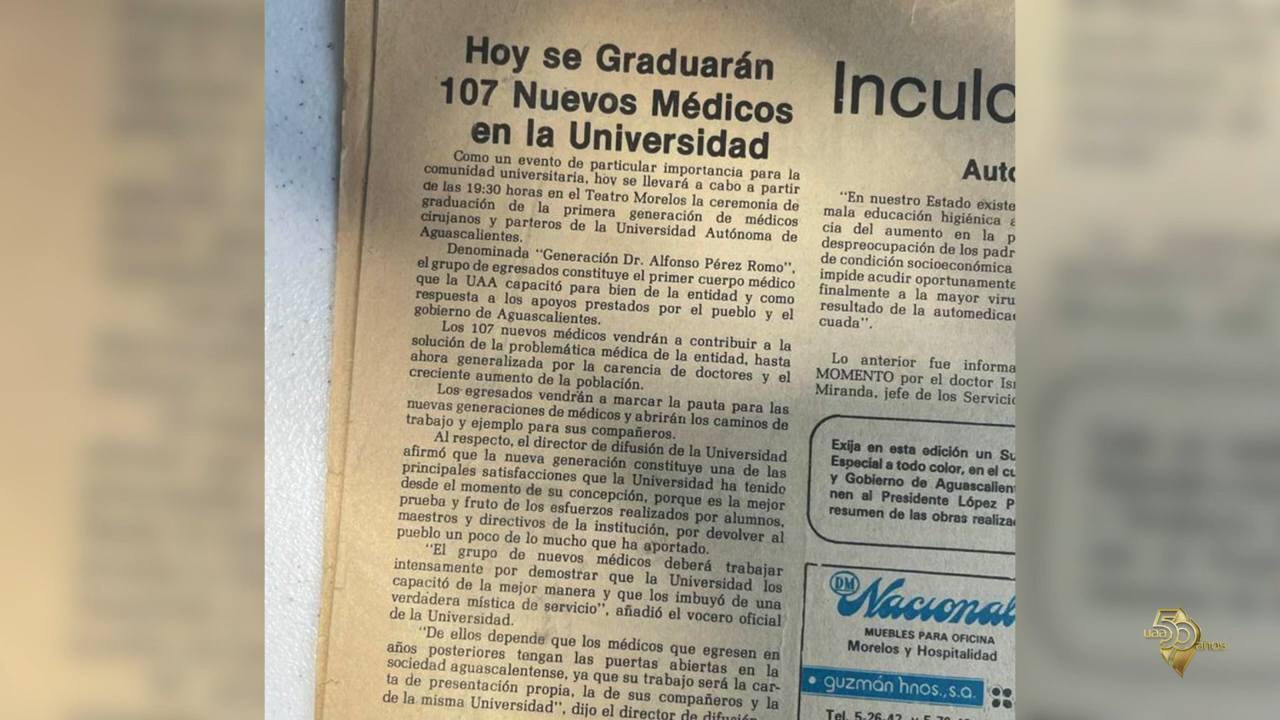 Hoy se Graduarán
107 Nuevos Médicos
en la Universidad
Como un evento de particular importancia para la
comunidad universitaria, hoy se llevará a cabo a partir
de las 19:30 horas en el Teatro Morelos la ceremonia de
graduación de la primera generación de médicos
cirujanos y parteros de la Universidad Autónoma de
Aguascalientes.
Denominada "Generación Dr. Alfonso Pérez Romo",
el grupo de egresados constituye el primer cuerpo médico
que la UAA capacitó para bien de la entidad y como
respuesta a los apoyos prestados por el pueblo y el
gobierno de Aguascalientes.
Los 107 nuevos médicos vendrán a contribuir a la
solución de la problemática médica de la entidad, hasta
ahora generalizada por la carencia de doctores y el
creciente aumento de la población.
Los egresados vendrán a marcar la pauta para las
nuevas generaciones de médicos y abrirán los caminos de
trabajo y ejemplo para sus compañeros.
Al respecto, el director de difusión de la Universidad
afirmó que la nueva generación constituye una de las
principales satisfacciones que la Universidad ha tenido
desde el momento de su concepción, porque es la mejor
prueba y fruto de los esfuerzos realizados por alumnos,
maestros y directivos de la institución, por devolver al
pueblo un poco de lo mucho que ha aportado.
"El grupo de nuevos médicos deberá trabajar
intensamente por demostrar que la Universidad los
capacitó de la mejor manera y que los imbuyó de una
verdadera mística de servicio", añadió el vocero oficial
de la Universidad.
"De ellos depende que los médicos que egresen en
años posteriores tengan las puertas abiertas en la
sociedad aguascalentense, ya que su trabajo será la car-
ta de presentación propia, la de sus compañeros y la
de la misma Universidad", dijo el director de difusión
Inculc
Auto
"En nuestro Estado existe
mala educación higiénica a
cia del aumento en la p
despreocupación de los padr
de condición socioeconómica
impide acudir oportunamente
finalmente a la mayor viru
resultado de la automedica
cuada".
Lo anterior fue informa
MOMENTO por el doctor Is
Miranda, jefe de los Servicio
Exija en esta edición un Su
Especial a todo color, en el cu
y Gobierno de Aguascalien
nen al Presidente López P
resumen de las obras realiza
DM
Nacional
MUEBLES PARA OFICINA
Morelos y Hospitalidad
• guzmán hnos., s.a.
Tel. 5-26-42 y
uaa 50 años